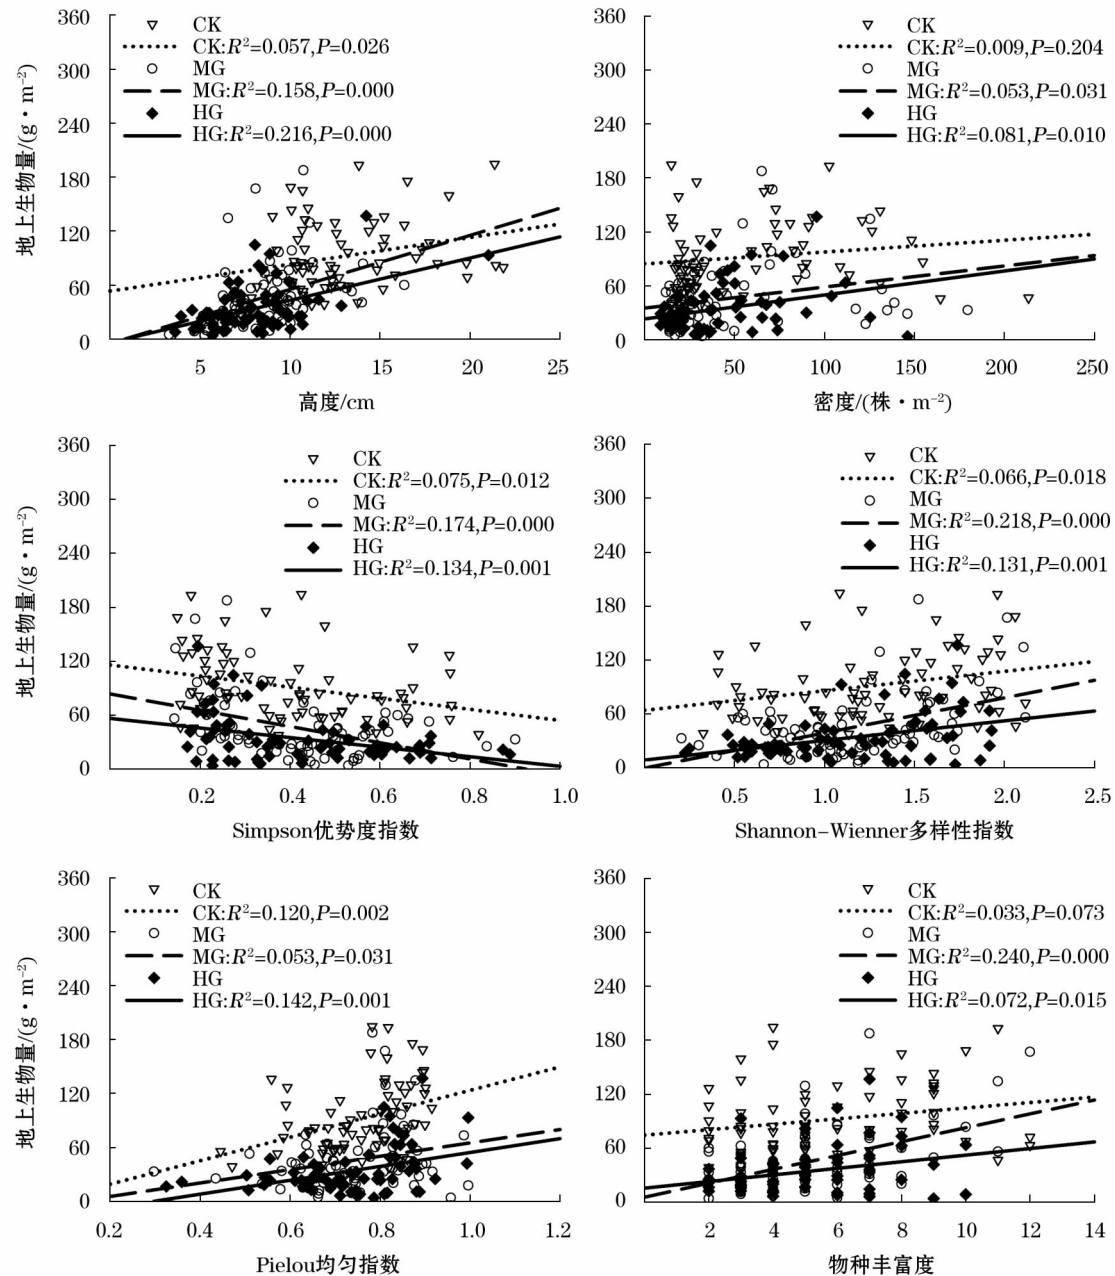 地上生物量/(g·m⁻²)
360
300
240
180
120
60
0
CK
CK:R²=0.057,P=0.026
MG
MG:R²=0.158,P=0.000
HG
HG:R²=0.216,P=0.000
5 10 15 20 25
高度/cm
360
300
240
180
120
60
0
CK
CK:R²=0.009,P=0.204
MG
MG:R²=0.053,P=0.031
HG
HG:R²=0.081,P=0.010
50 100 150 200 250
密度/(株·m⁻²)
地上生物量/(g·m⁻²)
360
300
240
180
120
60
0
CK
CK:R²=0.075,P=0.012
MG
MG:R²=0.174,P=0.000
HG
HG:R²=0.134,P=0.001
0.2 0.4 0.6 0.8 1.0
Simpson优势度指数
360
300
240
180
120
60
0
CK
CK:R²=0.066,P=0.018
MG
MG:R²=0.218,P=0.000
HG
HG:R²=0.131,P=0.001
0.5 1.0 1.5 2.0 2.5
Shannon-Wienner多样性指数
地上生物量/(g·m⁻²)
360
300
240
180
120
60
0
CK
CK:R²=0.120,P=0.002
MG
MG:R²=0.053,P=0.031
HG
HG:R²=0.142,P=0.001
0.2 0.4 0.6 0.8 1.0 1.2
Pielou均匀指数
360
300
240
180
120
60
0
CK
CK:R²=0.033,P=0.073
MG
MG:R²=0.240,P=0.000
HG
HG:R²=0.072,P=0.015
2 4 6 8 10 12 14
物种丰富度